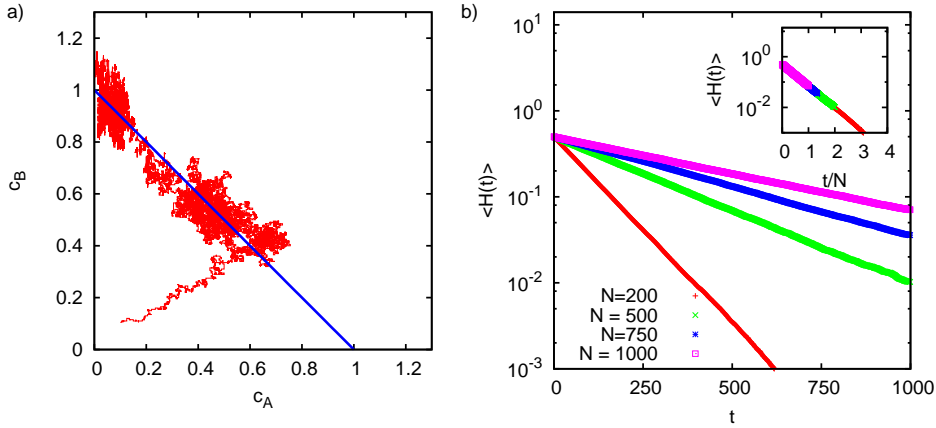 a)
1.2
1
0.8
0.6
0.4
0.2
0
c_B
0 0.2 0.4 0.6 0.8 1 1.2
c_A
b)
10^1
10^0
10^-1
10^-2
10^-3
<H(t)>
0 250 500 750 1000
t
N=200
N = 500
N=750
N = 1000
10^0
10^-2
<H(t)>
0 1 2 3 4
t/N